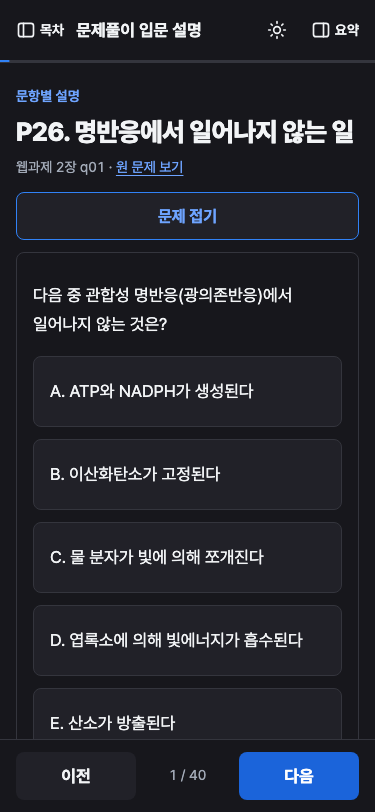 목차 문제풀이 입문 설명 요약
문항별 설명
P26. 명반응에서 일어나지 않는 일
웹과제 2장 q01 · 원 문제 보기
문제 접기
다음 중 관합성 명반응(광의존반응)에서
일어나지 않는 것은?
A. ATP와 NADPH가 생성된다
B. 이산화탄소가 고정된다
C. 물 분자가 빛에 의해 쪼개진다
D. 엽록소에 의해 빛에너지가 흡수된다
E. 산소가 방출된다
이전 1 / 40 다음